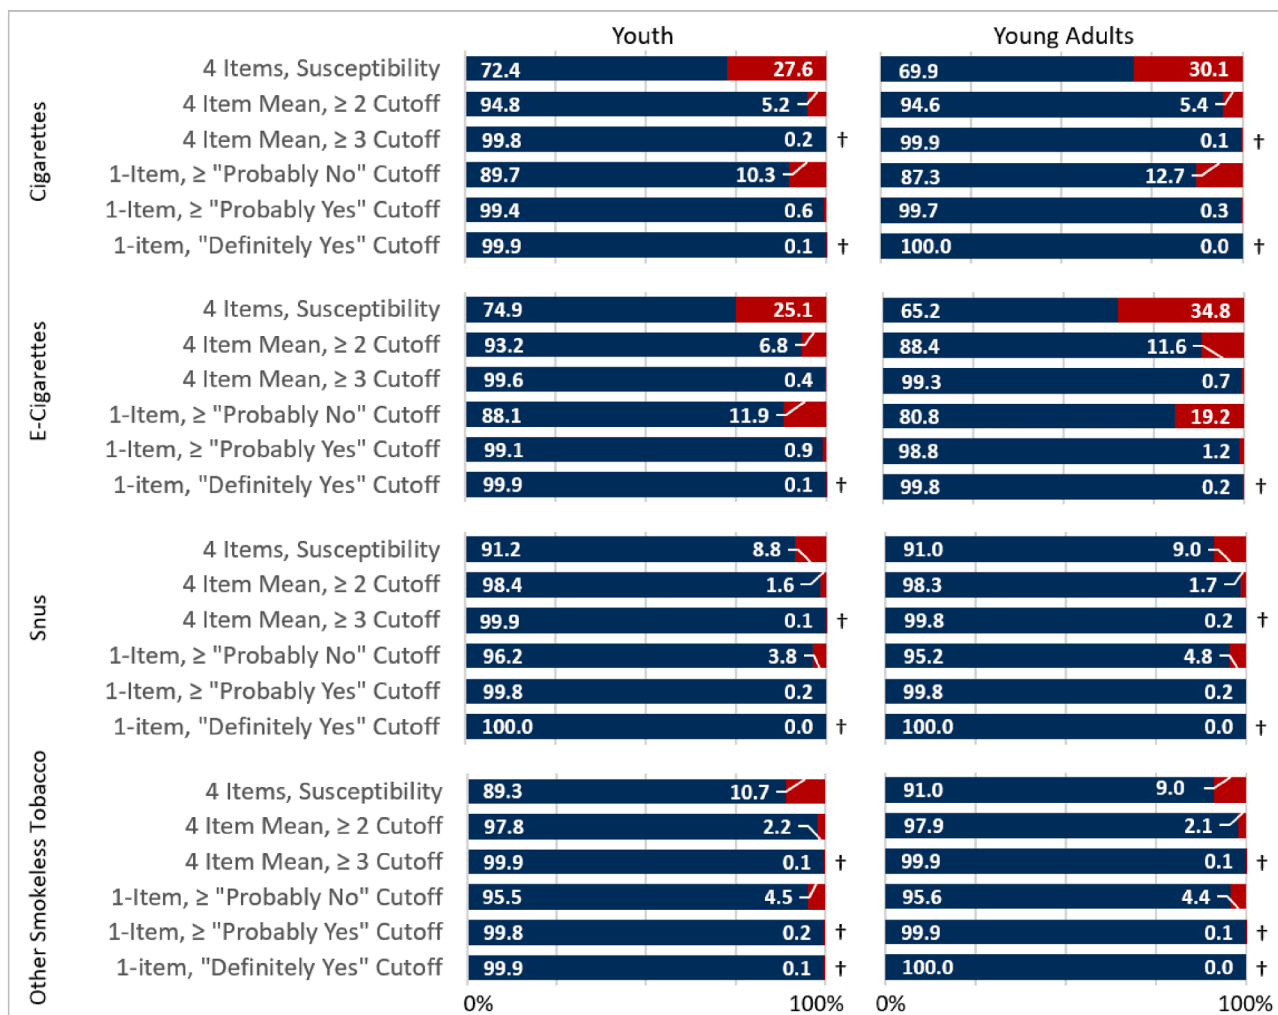 Youth Young Adults
Cigarettes
4 Items, Susceptibility 72.4 27.6 69.9 30.1
4 Item Mean, ≥ 2 Cutoff 94.8 5.2 94.6 5.4
4 Item Mean, ≥ 3 Cutoff 99.8 0.2 † 99.9 0.1 †
1-Item, ≥ "Probably No" Cutoff 89.7 10.3 87.3 12.7
1-Item, ≥ "Probably Yes" Cutoff 99.4 0.6 99.7 0.3
1-item, "Definitely Yes" Cutoff 99.9 0.1 † 100.0 0.0 †
E-Cigarettes
4 Items, Susceptibility 74.9 25.1 65.2 34.8
4 Item Mean, ≥ 2 Cutoff 93.2 6.8 88.4 11.6
4 Item Mean, ≥ 3 Cutoff 99.6 0.4 99.3 0.7
1-Item, ≥ "Probably No" Cutoff 88.1 11.9 80.8 19.2
1-Item, ≥ "Probably Yes" Cutoff 99.1 0.9 98.8 1.2
1-item, "Definitely Yes" Cutoff 99.9 0.1 † 99.8 0.2 †
Snus
4 Items, Susceptibility 91.2 8.8 91.0 9.0
4 Item Mean, ≥ 2 Cutoff 98.4 1.6 98.3 1.7
4 Item Mean, ≥ 3 Cutoff 99.9 0.1 † 99.8 0.2 †
1-Item, ≥ "Probably No" Cutoff 96.2 3.8 95.2 4.8
1-Item, ≥ "Probably Yes" Cutoff 99.8 0.2 99.8 0.2
1-item, "Definitely Yes" Cutoff 100.0 0.0 † 100.0 0.0 †
Other Smokeless Tobacco
4 Items, Susceptibility 89.3 10.7 91.0 9.0
4 Item Mean, ≥ 2 Cutoff 97.8 2.2 97.9 2.1
4 Item Mean, ≥ 3 Cutoff 99.9 0.1 † 99.9 0.1 †
1-Item, ≥ "Probably No" Cutoff 95.5 4.5 95.6 4.4
1-Item, ≥ "Probably Yes" Cutoff 99.8 0.2 † 99.9 0.1 †
1-item, "Definitely Yes" Cutoff 99.9 0.1 † 100.0 0.0 †
0% 100% 0% 100%